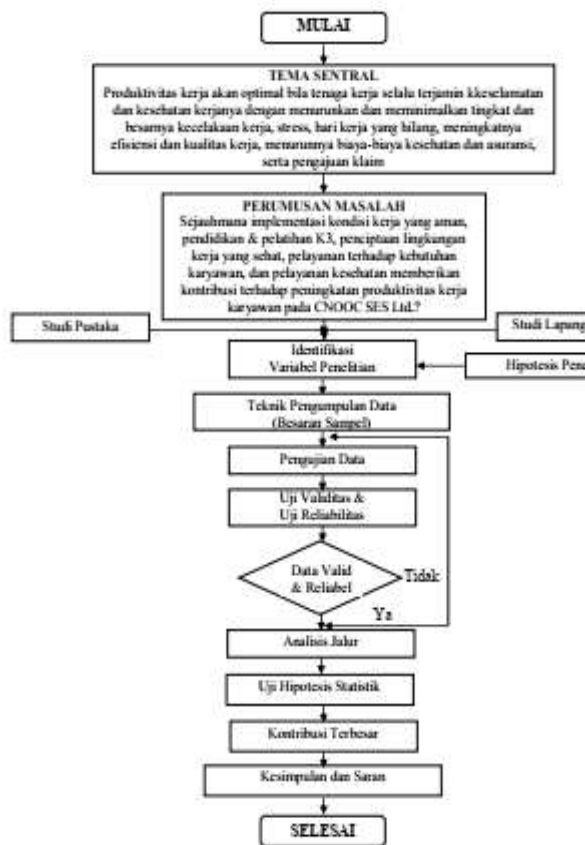 MULAI
TEMA SENTRAL
Produktivitas kerja akan optimal bila tenaga kerja selalu terjamin kkeselamatan
dan kesehatan kerjanya dengan menurunkan dan meminimalkan tingkat dan
besarnya kecelakaan kerja, stress, hari kerja yang hilang, meningkatnya
efisiensi dan kualitas kerja, menurunnya biaya-biaya kesehatan dan asuransi,
serta pengajuan klaim
PERUMUSAN MASALAH
Sejauhmana implementasi kondisi kerja yang aman,
pendidikan & pelatihan K3, penciptaan lingkungan
kerja yang sehat, pelayanan terhadap kebutuhan
karyawan, dan pelayanan kesehatan memberikan
kontribusi terhadap peningkatan produktivitas kerja
karyawan pada CNOOC SES Ltd.?
Studi Pustaka
Studi Lapang
Identifikasi
Variabel Penelitian
Hipotesis Pene
Teknik Pengumpulan Data
(Besaran Sampel)
Pengujian Data
Uji Validitas &
Uji Reliabilitas
Data Valid
& Reliabel
Tidak
Ya
Analisis Jalur
Uji Hipotesis Statistik
Kontribusi Terbesar
Kesimpulan dan Saran
SELESAI